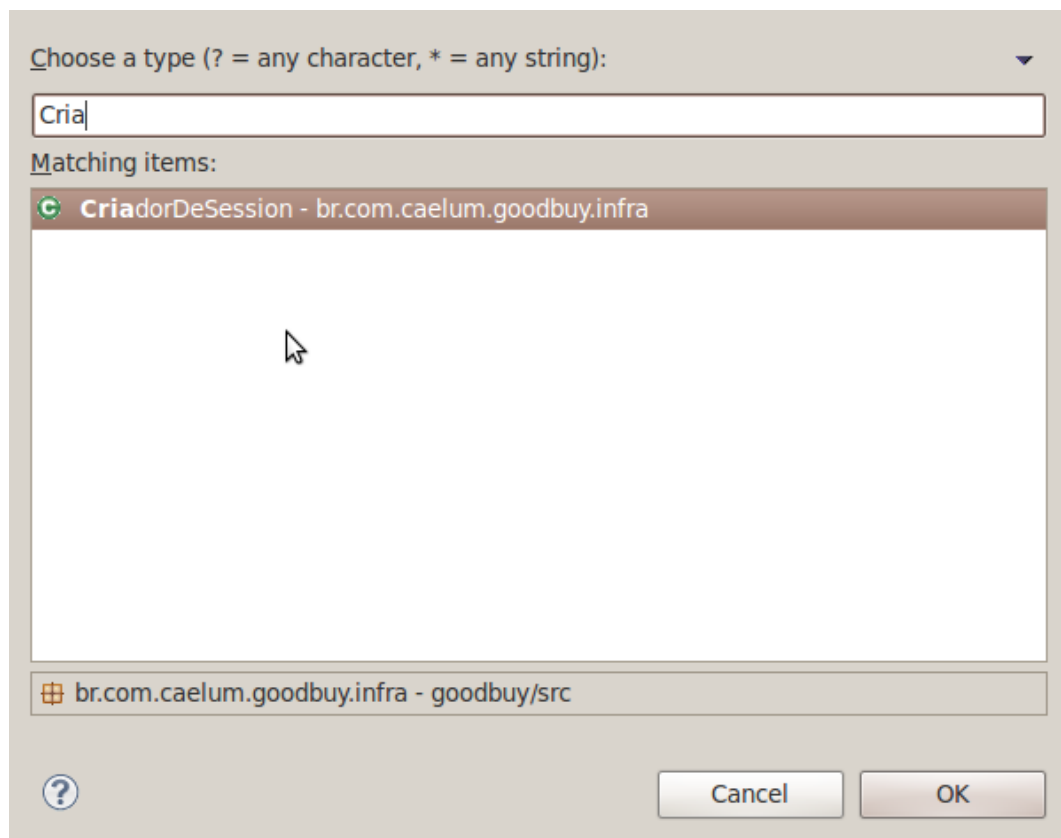 Choose a type (? = any character, * = any string):
Cria
Matching items:
C CriadorDeSession - br.com.caelum.goodbuy.infra
br.com.caelum.goodbuy.infra - goodbuy/src
? Cancel OK